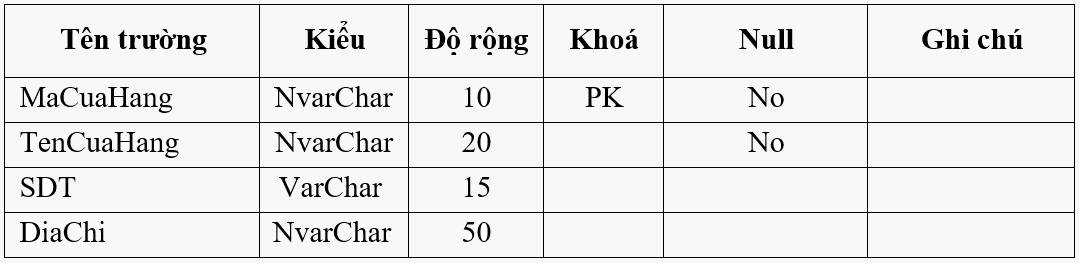 Tên trường Kiểu Độ rộng Khoá Null Ghi chú
MaCuaHang NvarChar 10 PK No
TenCuaHang NvarChar 20 No
SDT VarChar 15
DiaChi NvarChar 50